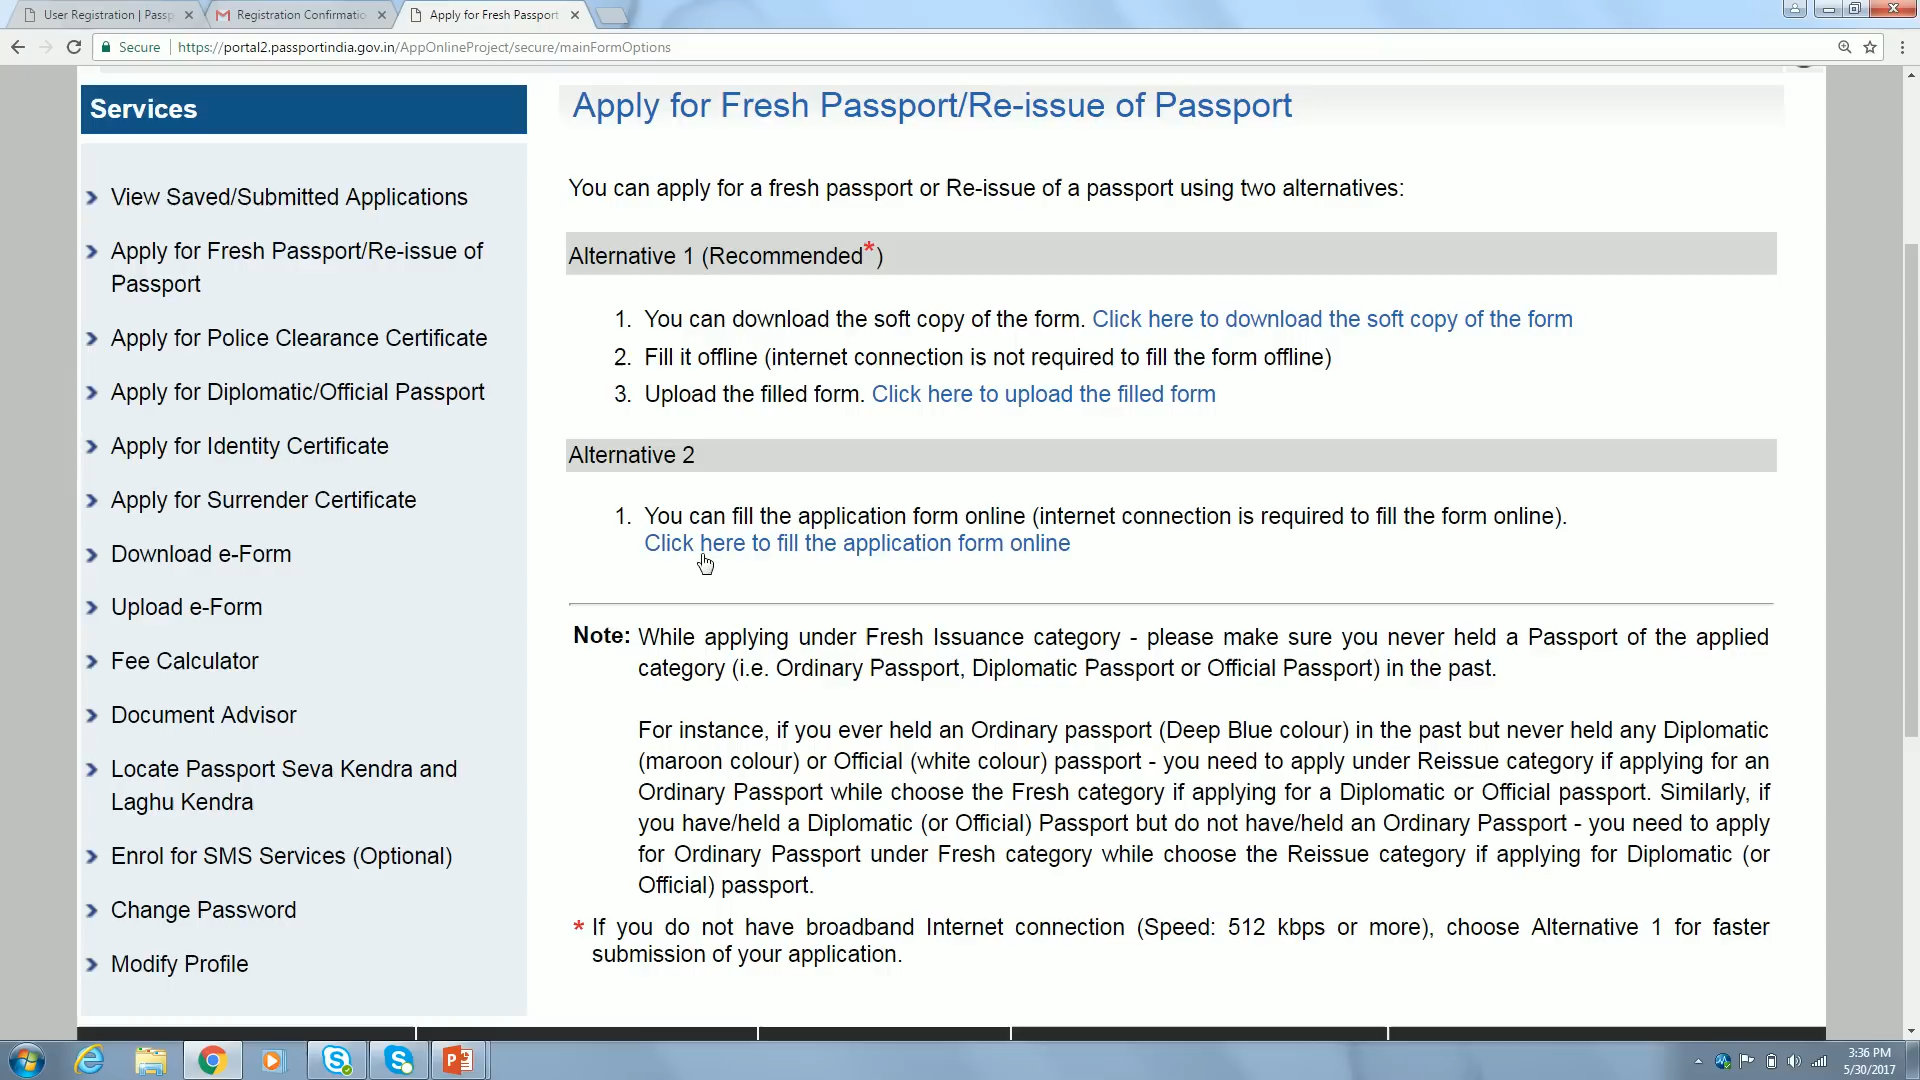 User Registration | Passp
Registration Confirmatio
Apply for Fresh Passport
Secure
https://portal2.passportindia.gov.in/AppOnlineProject/secure/mainFormOptions
Services
View Saved/Submitted Applications
Apply for Fresh Passport/Re-issue of
Passport
Apply for Police Clearance Certificate
Apply for Diplomatic/Official Passport
Apply for Identity Certificate
Apply for Surrender Certificate
Download e-Form
Upload e-Form
Fee Calculator
Document Advisor
Locate Passport Seva Kendra and
Laghu Kendra
Enrol for SMS Services (Optional)
Change Password
Modify Profile
Apply for Fresh Passport/Re-issue of Passport
You can apply for a fresh passport or Re-issue of a passport using two alternatives:
Alternative 1 (Recommended*)
1. You can download the soft copy of the form. Click here to download the soft copy of the form
2. Fill it offline (internet connection is not required to fill the form offline)
3. Upload the filled form. Click here to upload the filled form
Alternative 2
1. You can fill the application form online (internet connection is required to fill the form online).
Click here to fill the application form online
Note: While applying under Fresh Issuance category - please make sure you never held a Passport of the applied
category (i.e. Ordinary Passport, Diplomatic Passport or Official Passport) in the past.
For instance, if you ever held an Ordinary passport (Deep Blue colour) in the past but never held any Diplomatic
(maroon colour) or Official (white colour) passport - you need to apply under Reissue category if applying for an
Ordinary Passport while choose the Fresh category if applying for a Diplomatic or Official passport. Similarly, if
you have/held a Diplomatic (or Official) Passport but do not have/held an Ordinary Passport - you need to apply
for Ordinary Passport under Fresh category while choose the Reissue category if applying for Diplomatic (or
Official) passport.
* If you do not have broadband Internet connection (Speed: 512 kbps or more), choose Alternative 1 for faster
submission of your application.
3:36 PM
5/30/2017